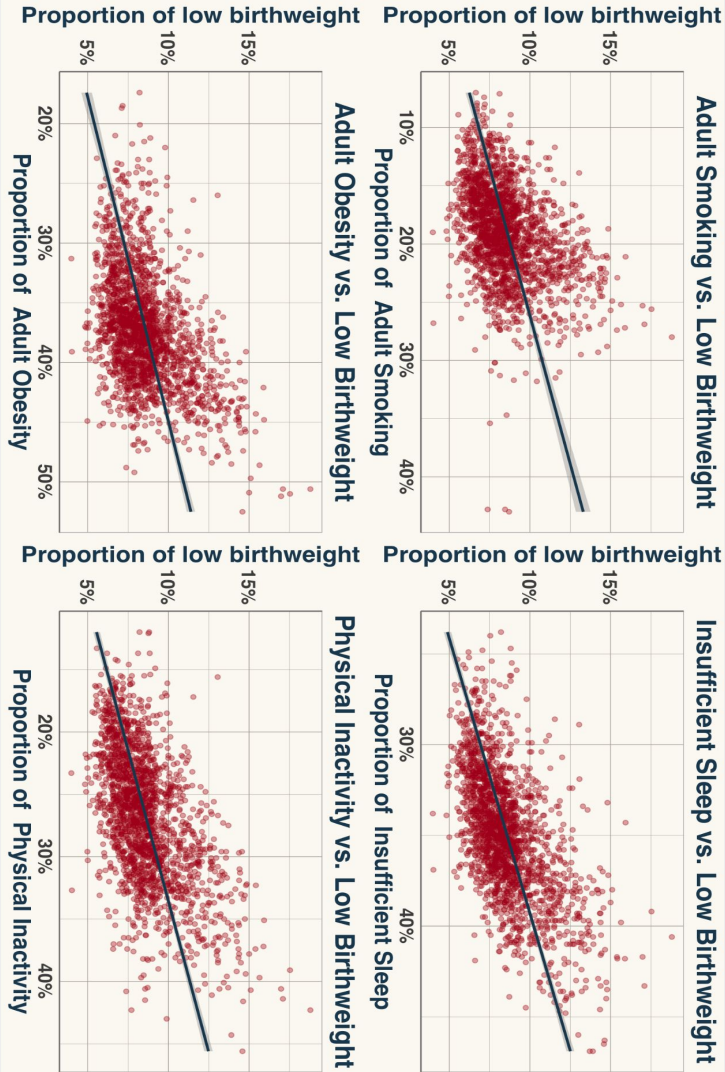 Adult Smoking vs. Low Birthweight
Proportion of low birthweight
15%
10%
5%
10%
20%
30%
40%
Proportion of Adult Smoking
Insufficient Sleep vs. Low Birthweight
Proportion of low birthweight
15%
10%
5%
30%
40%
Proportion of Insufficient Sleep
Adult Obesity vs. Low Birthweight
Proportion of low birthweight
15%
10%
5%
20%
30%
40%
50%
Proportion of Adult Obesity
Physical Inactivity vs. Low Birthweight
Proportion of low birthweight
15%
10%
5%
20%
30%
40%
Proportion of Physical Inactivity